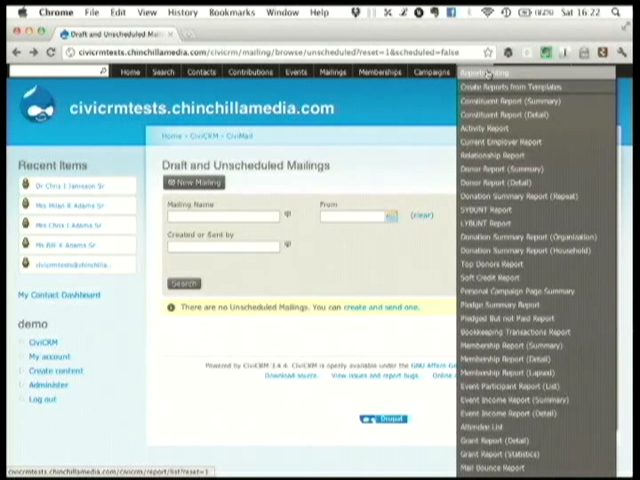 Chrome File Edit View History Bookmarks Window Help
Sat 16:22
Draft and Unscheduled Mail
civicrmtests.chinchillamedia.com/civicrm/mailing/browse/unscheduled?reset=1&scheduled=false
Home Search Contacts Contributions Events Mailings Memberships Campaigns
Create Reports from Templates
Constituent Report (Summary)
Constituent Report (Detail)
Activity Report
Current Employer Report
Relationship Report
Donor Report (Summary)
Donor Report (Detail)
Donation Summary Report (Repeat)
SYBUNT Report
LYBUNT Report
Donation Summary Report (Organization)
Donation Summary Report (Household)
Top Donors Report
Soft Credit Report
Personal Campaign Page Summary
Pledge Summary Report
Pledged But not Paid Report
Bookkeeping Transactions Report
Membership Report (Summary)
Membership Report (Detail)
Membership Report (Lapsed)
Event Participant Report (List)
Event Income Report (Summary)
Event Income Report (Detail)
Attendee List
Grant Report (Detail)
Grant Report (Statistics)
Mail Bounce Report
civicrmtests.chinchillamedia.com
Home › CiviCRM › CiviMail
Recent Items
Dr Chris I Jameson Sr
Mrs Milan B Adams Sr
Mrs Chris I Adams Sr
Adams Sr
civicrmtests@chinchilla...
My Contact Dashboard
demo
CiviCRM
My account
Create content
Administer
Log out
Draft and Unscheduled Mailings
New Mailing
Mailing Name
From
(clear)
Created or Sent by
Search
There are no Unscheduled Mailings. You can create and send one.
Powered by CiviCRM 3.4.4. CiviCRM is openly available under the GNU Affero Ge
Download source. View issues and report bugs. Online
Drupal
civicrmtests.chinchillamedia.com/civicrm/report/list?reset=1